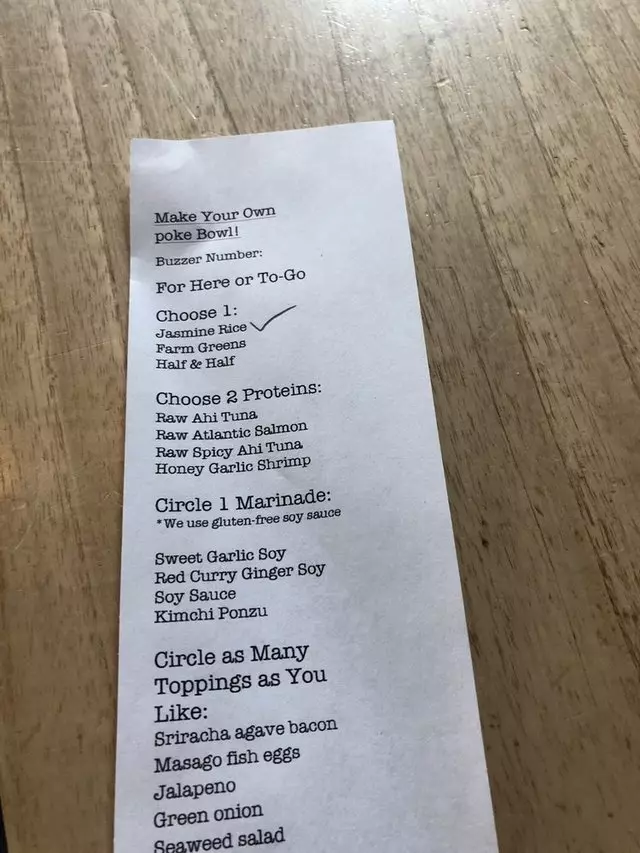 Make Your Own
poke Bowl!
Buzzer Number:
For Here or To-Go
Choose 1:
Jasmine Rice
Farm Greens
Half & Half
Choose 2 Proteins:
Raw Ahi Tuna
Raw Atlantic Salmon
Raw Spicy Ahi Tuna
Honey Garlic Shrimp
Circle 1 Marinade:
*We use gluten-free soy sauce
Sweet Garlic Soy
Red Curry Ginger Soy
Soy Sauce
Kimchi Ponzu
Circle as Many
Toppings as You
Like:
Sriracha agave bacon
Masago fish eggs
Jalapeno
Green onion
Seaweed salad